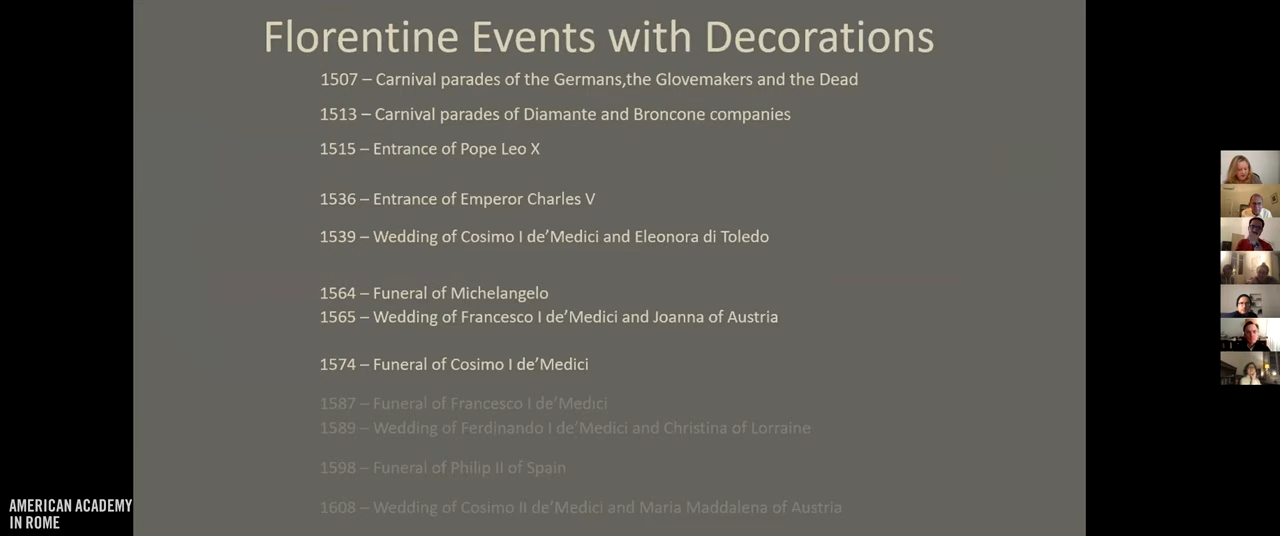 Florentine Events with Decorations
1507 – Carnival parades of the Germans,the Glovemakers and the Dead
1513 – Carnival parades of Diamante and Broncone companies
1515 – Entrance of Pope Leo X
1536 – Entrance of Emperor Charles V
1539 – Wedding of Cosimo I de’Medici and Eleonora di Toledo
1564 – Funeral of Michelangelo
1565 – Wedding of Francesco I de’Medici and Joanna of Austria
1574 – Funeral of Cosimo I de’Medici
1587 – Funeral of Francesco I de’Medici
1589 – Wedding of Ferdinando I de’Medici and Christina of Lorraine
1598 – Funeral of Philip II of Spain
1608 – Wedding of Cosimo II de’Medici and Maria Maddalena of Austria
AMERICAN ACADEMY
IN ROME